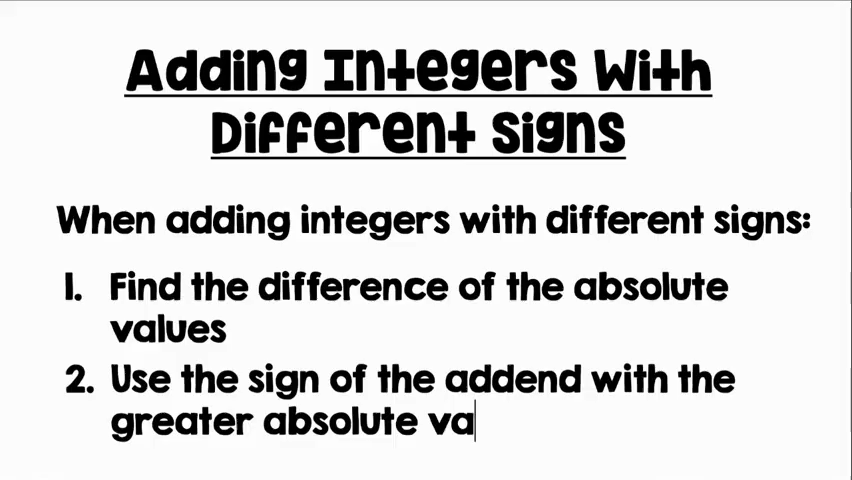 Adding Integers With
Different Signs
When adding integers with different signs:
1. Find the difference of the absolute
values
2. Use the sign of the addend with the
greater absolute va